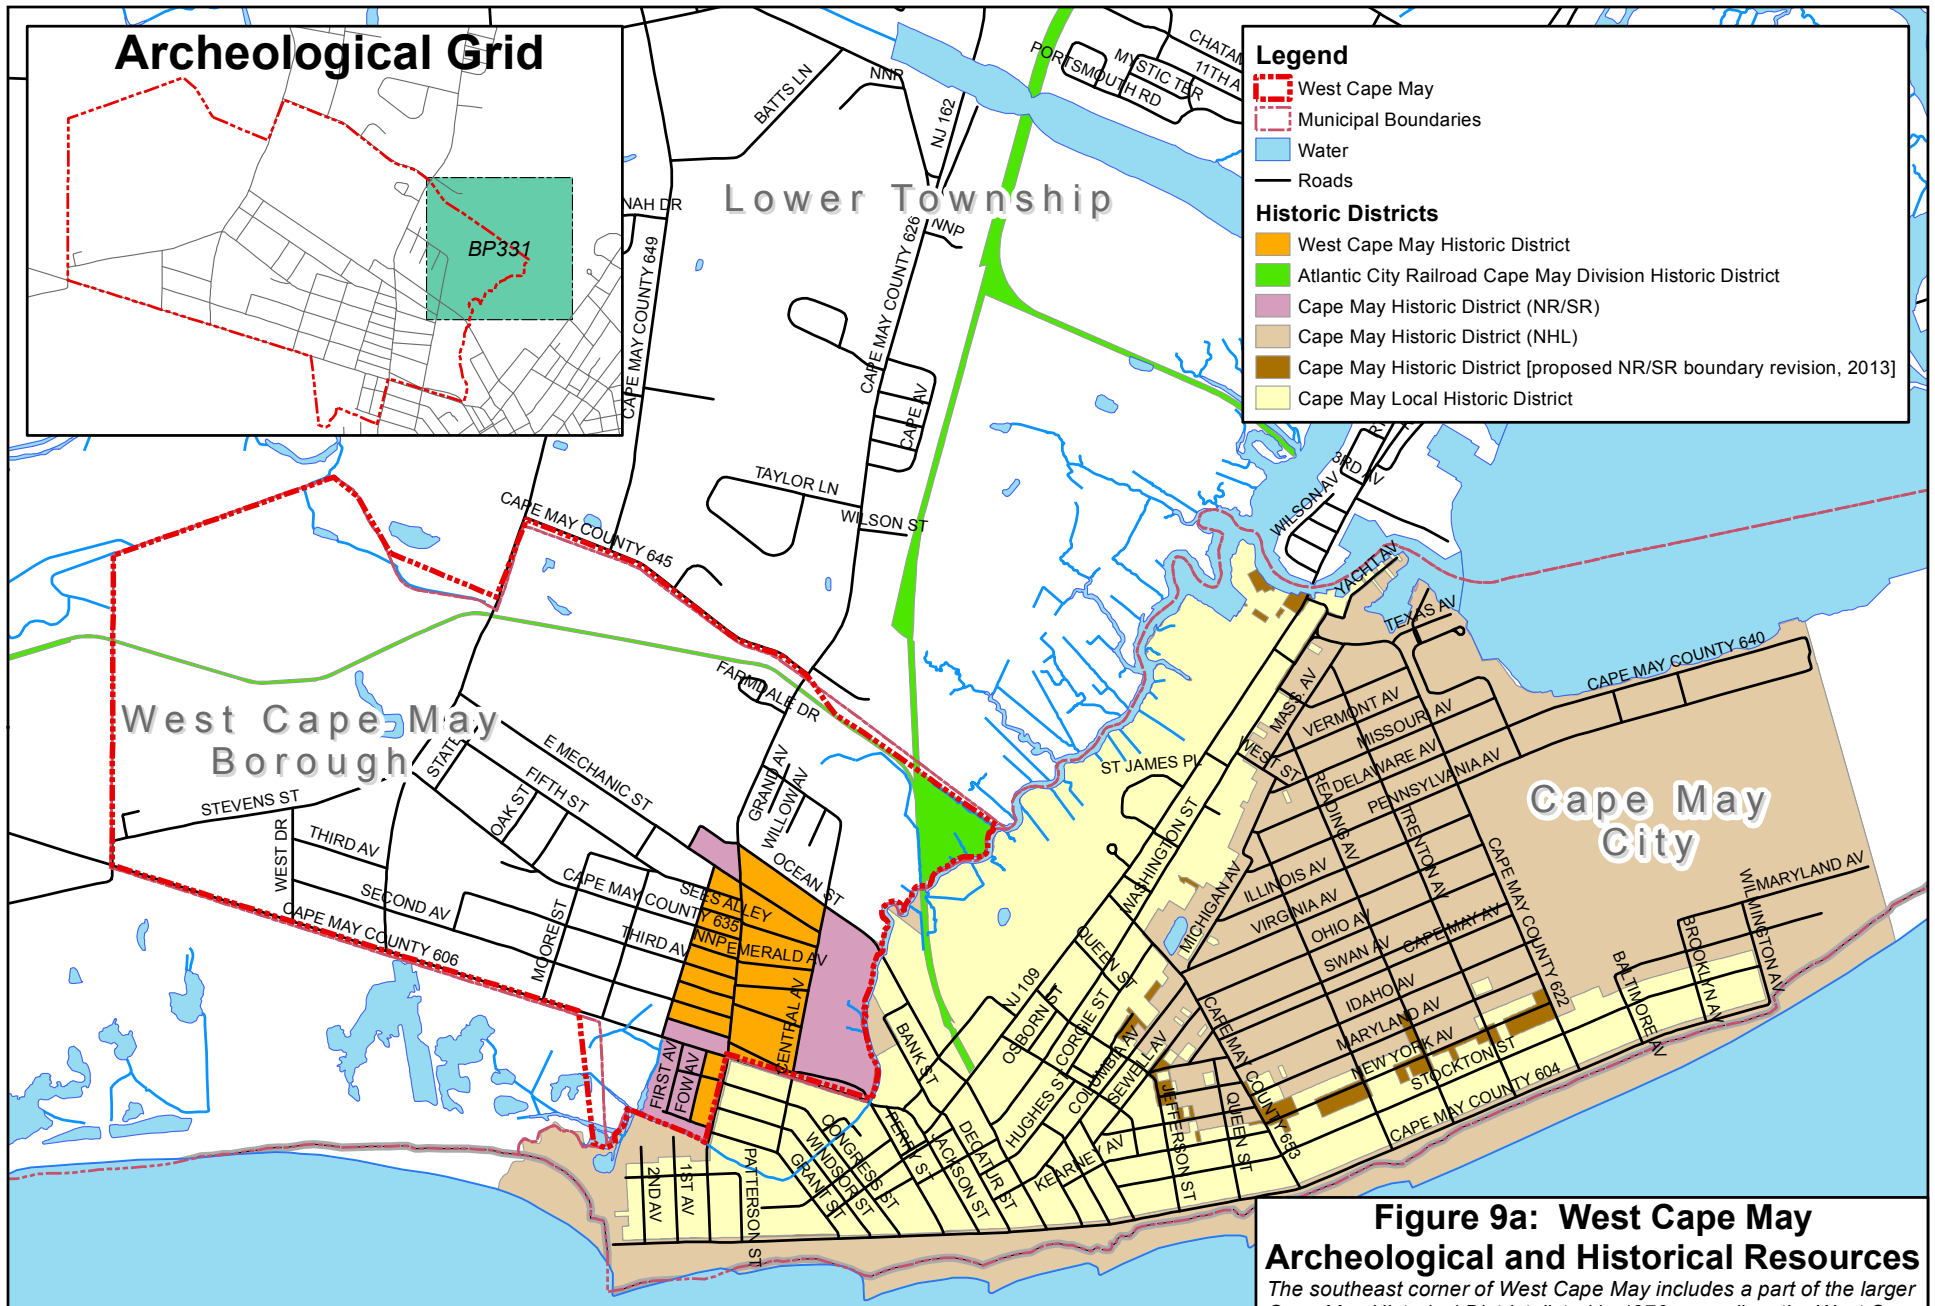 Archeological Grid
BP331
Legend
West Cape May
Municipal Boundaries
Water
Roads
Historic Districts
West Cape May Historic District
Atlantic City Railroad Cape May Division Historic District
Cape May Historic District (NR/SR)
Cape May Historic District (NHL)
Cape May Historic District [proposed NR/SR boundary revision, 2013]
Cape May Local Historic District
Lower Township
West Cape May
Borough
Cape May
City
BATTS LN
NNP
NJ 162
PORTSMOUTH RD
MYSTIC TER
11TH A
NAH DR
CAPE MAY COUNTY 649
CAPE MAY COUNTY 626
NNP
CAPE AV
TAYLOR LN
WILSON ST
CAPE MAY COUNTY 645
3RD AV
WILSON AV
YACHT AV
TEXAS AV
CAPE MAY COUNTY 640
FARMDALE DR
GRAND AV
WILLOW AV
OCEAN ST
STATE
E MECHANIC ST
FIFTH ST
OAK ST
STEVENS ST
WEST DR
THIRD AV
SECOND AV
CAPE MAY COUNTY 606
MOORE ST
CAPE MAY COUNTY 635
SEES ALLEY
THIRD AV
NNP
EMERALD AV
CENTRAL AV
FIRST AV
FOW AV
ST JAMES PL
WASHINGTON ST
MASS. AV
WEST ST
VERMONT AV
MISSOURI AV
DELAWARE AV
PENNSYLVANIA AV
READING AV
TRENTON AV
CAPE MAY COUNTY 622
MICHIGAN AV
ILLINOIS AV
VIRGINIA AV
OHIO AV
SWAN AV
CAPE MAY AV
IDAHO AV
MARYLAND AV
NEW YORK AV
STOCKTON ST
CAPE MAY COUNTY 604
BALTIMORE AV
BROOKLYN AV
WILMINGTON AV
MARYLAND AV
QUEEN ST
NJ 109
OSBORN ST
CORGIE ST
HUGHES ST
COLUMBIA AV
SEWELL AV
CAPE MAY COUNTY 653
JEFFERSON ST
QUEEN ST
KEARNEY AV
BANK ST
PERRY ST
JACKSON ST
DECATUR ST
CONGRESS ST
WINDSOR ST
GRANT ST
PATTERSON ST
1ST AV
2ND AV
Figure 9a: West Cape May
Archeological and Historical Resources
The southeast corner of West Cape May includes a part of the larger